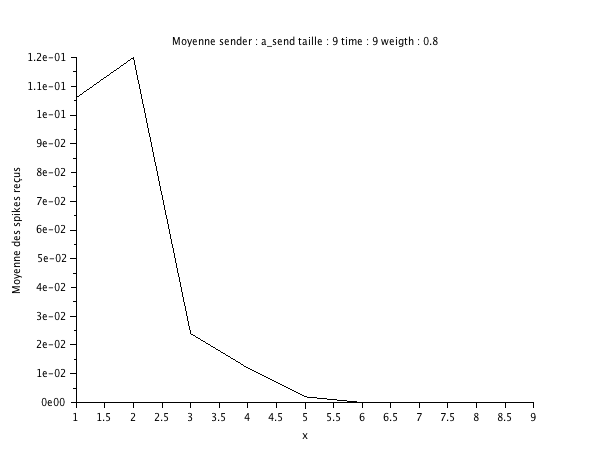 Moyenne sender : a_send taille : 9 time : 9 weigth : 0.8
1.2e-01
1.1e-01
1e-01
9e-02
8e-02
7e-02
6e-02
5e-02
4e-02
3e-02
2e-02
1e-02
0e00
Moyenne des spikes reçus
1 1.5 2 2.5 3 3.5 4 4.5 5 5.5 6 6.5 7 7.5 8 8.5 9
x